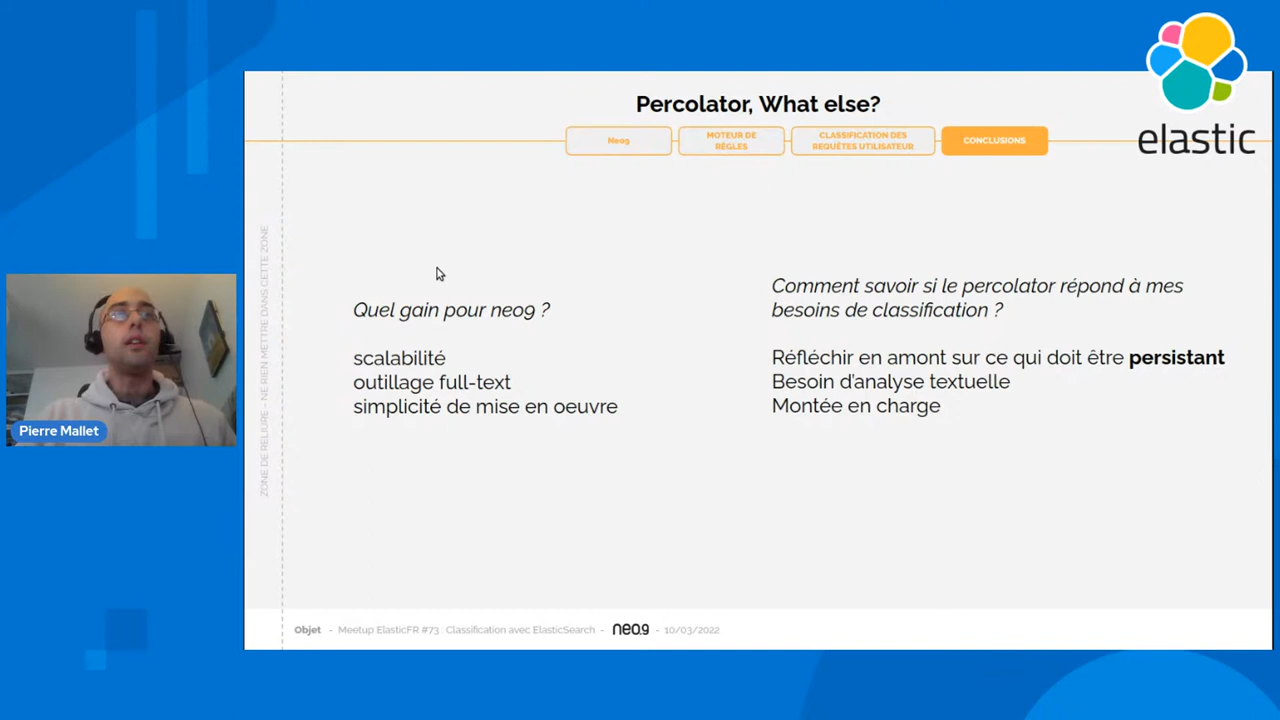 elastic
Percolator, What else?
Neo9
MOTEUR DE
RÈGLES
CLASSIFICATION DES
REQUÊTES UTILISATEUR
CONCLUSIONS
ZONE DE RELIURE - NE RIEN METTRE DANS CETTE ZONE
Pierre Mallet
Quel gain pour neo9 ?
scalabilité
outillage full-text
simplicité de mise en oeuvre
Comment savoir si le percolator répond à mes
besoins de classification ?
Réfléchir en amont sur ce qui doit être persistant
Besoin d'analyse textuelle
Montée en charge
Objet - Meetup ElasticFR #73 : Classification avec ElasticSearch - neo.9 - 10/03/2022